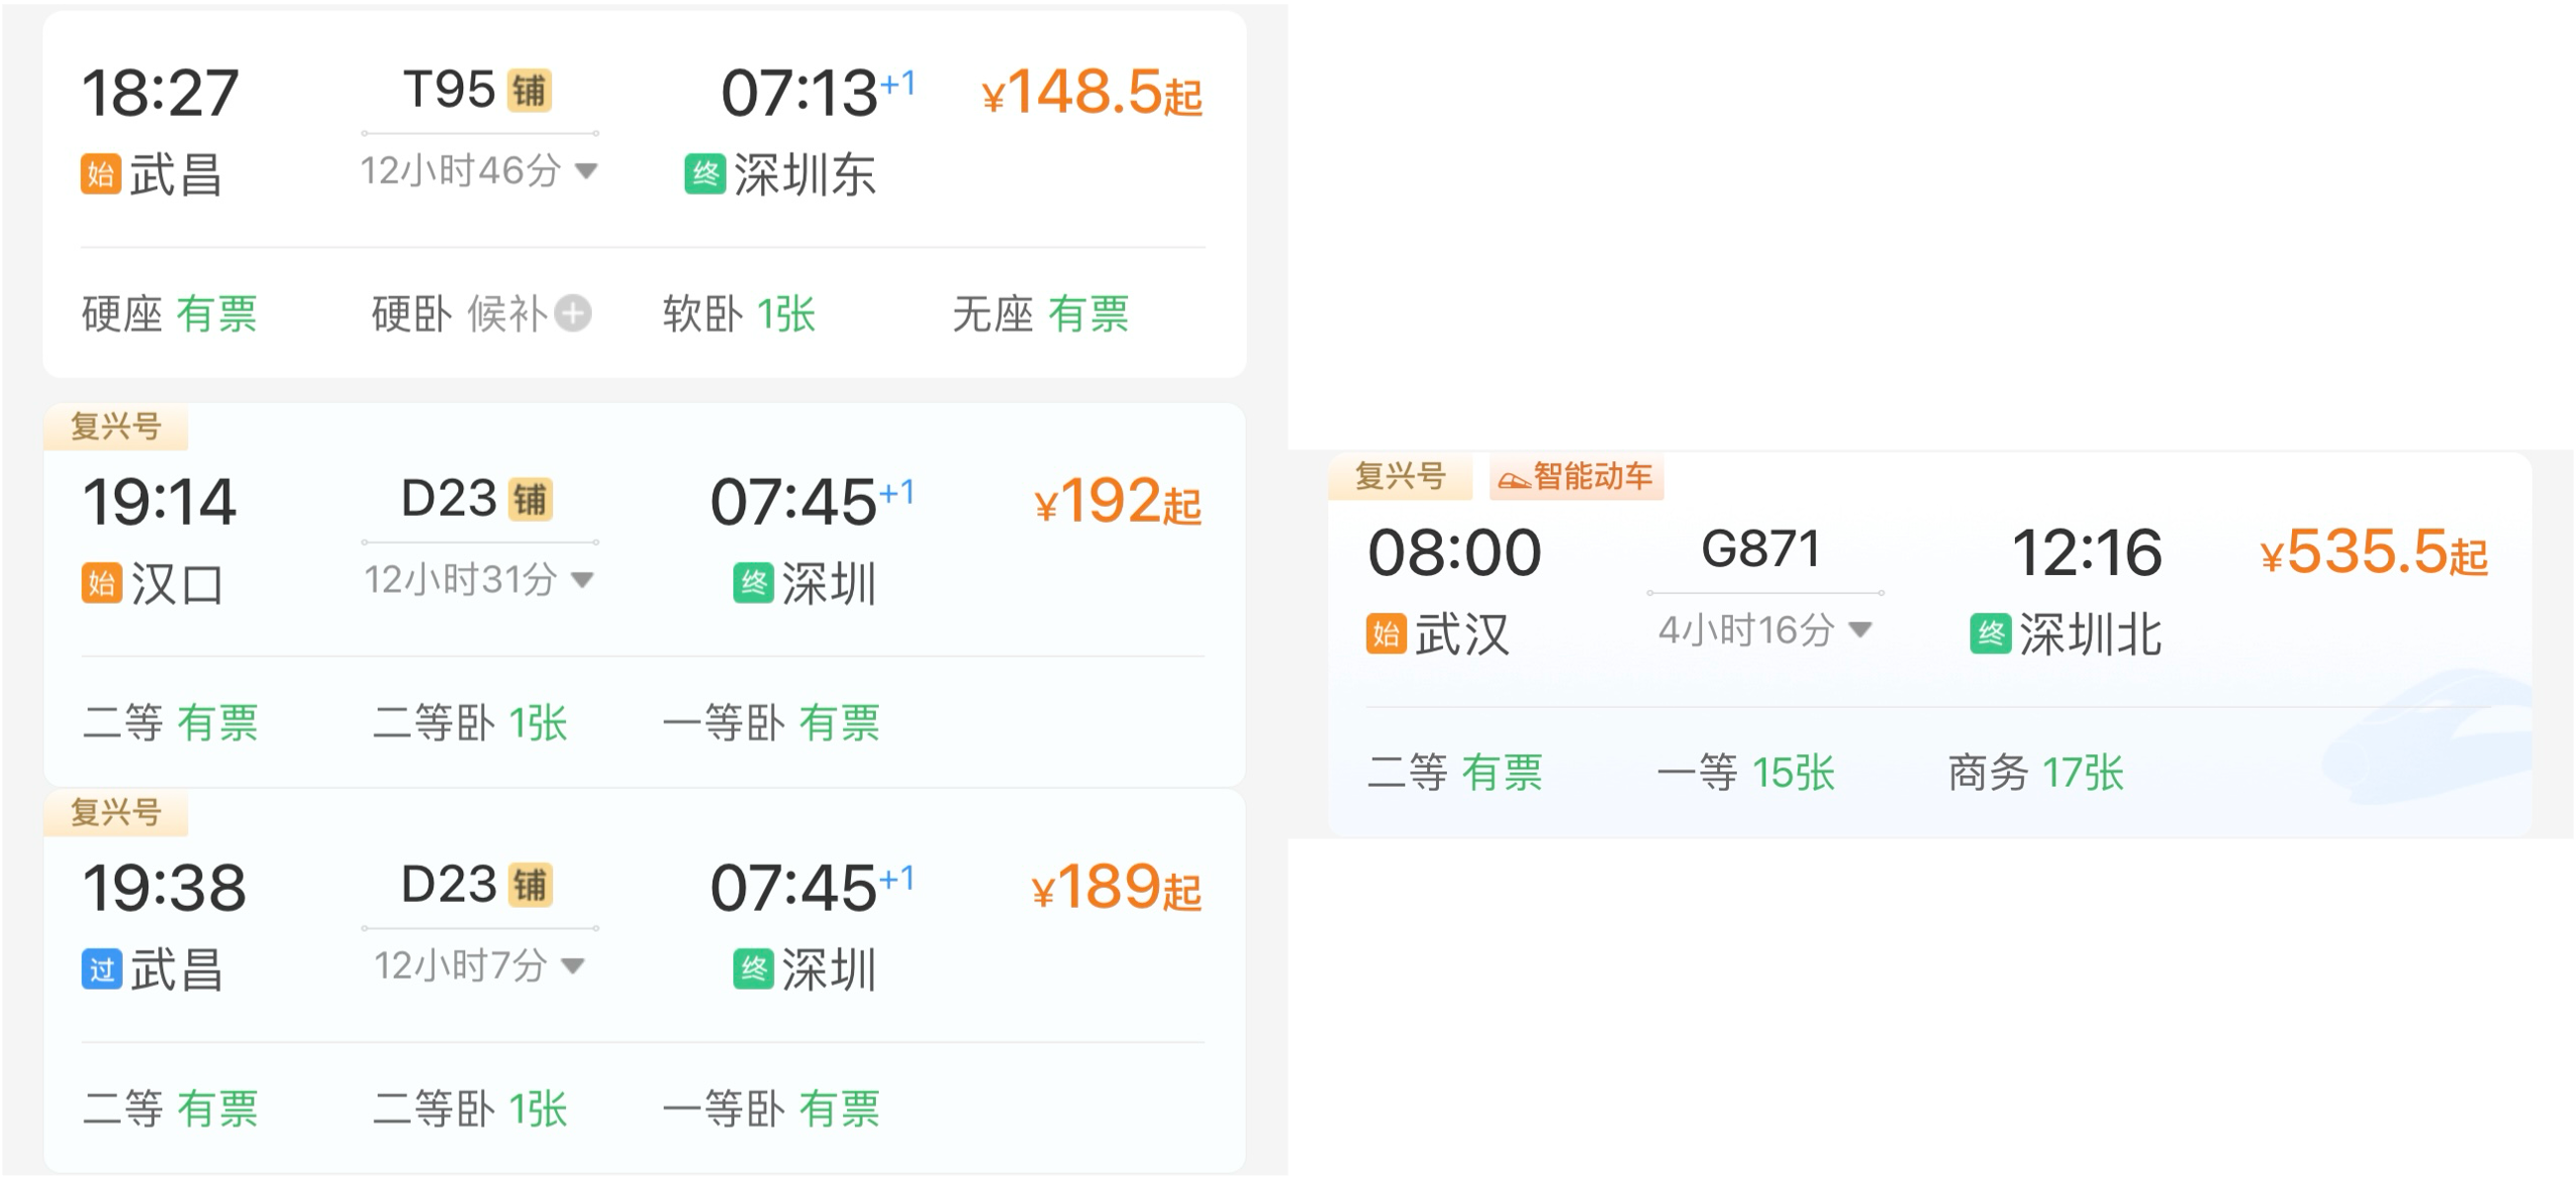 18:27 T95 铺 07:13+1 ¥148.5起
始 武昌 12小时46分 终 深圳东
硬座 有票 硬卧 候补 软卧 1张 无座 有票
复兴号
19:14 D23 铺 07:45+1 ¥192起
始 汉口 12小时31分 终 深圳
二等 有票 二等卧 1张 一等卧 有票
复兴号
19:38 D23 铺 07:45+1 ¥189起
过 武昌 12小时7分 终 深圳
二等 有票 二等卧 1张 一等卧 有票
复兴号 智能动车
08:00 G871 12:16 ¥535.5起
始 武汉 4小时16分 终 深圳北
二等 有票 一等 15张 商务 17张